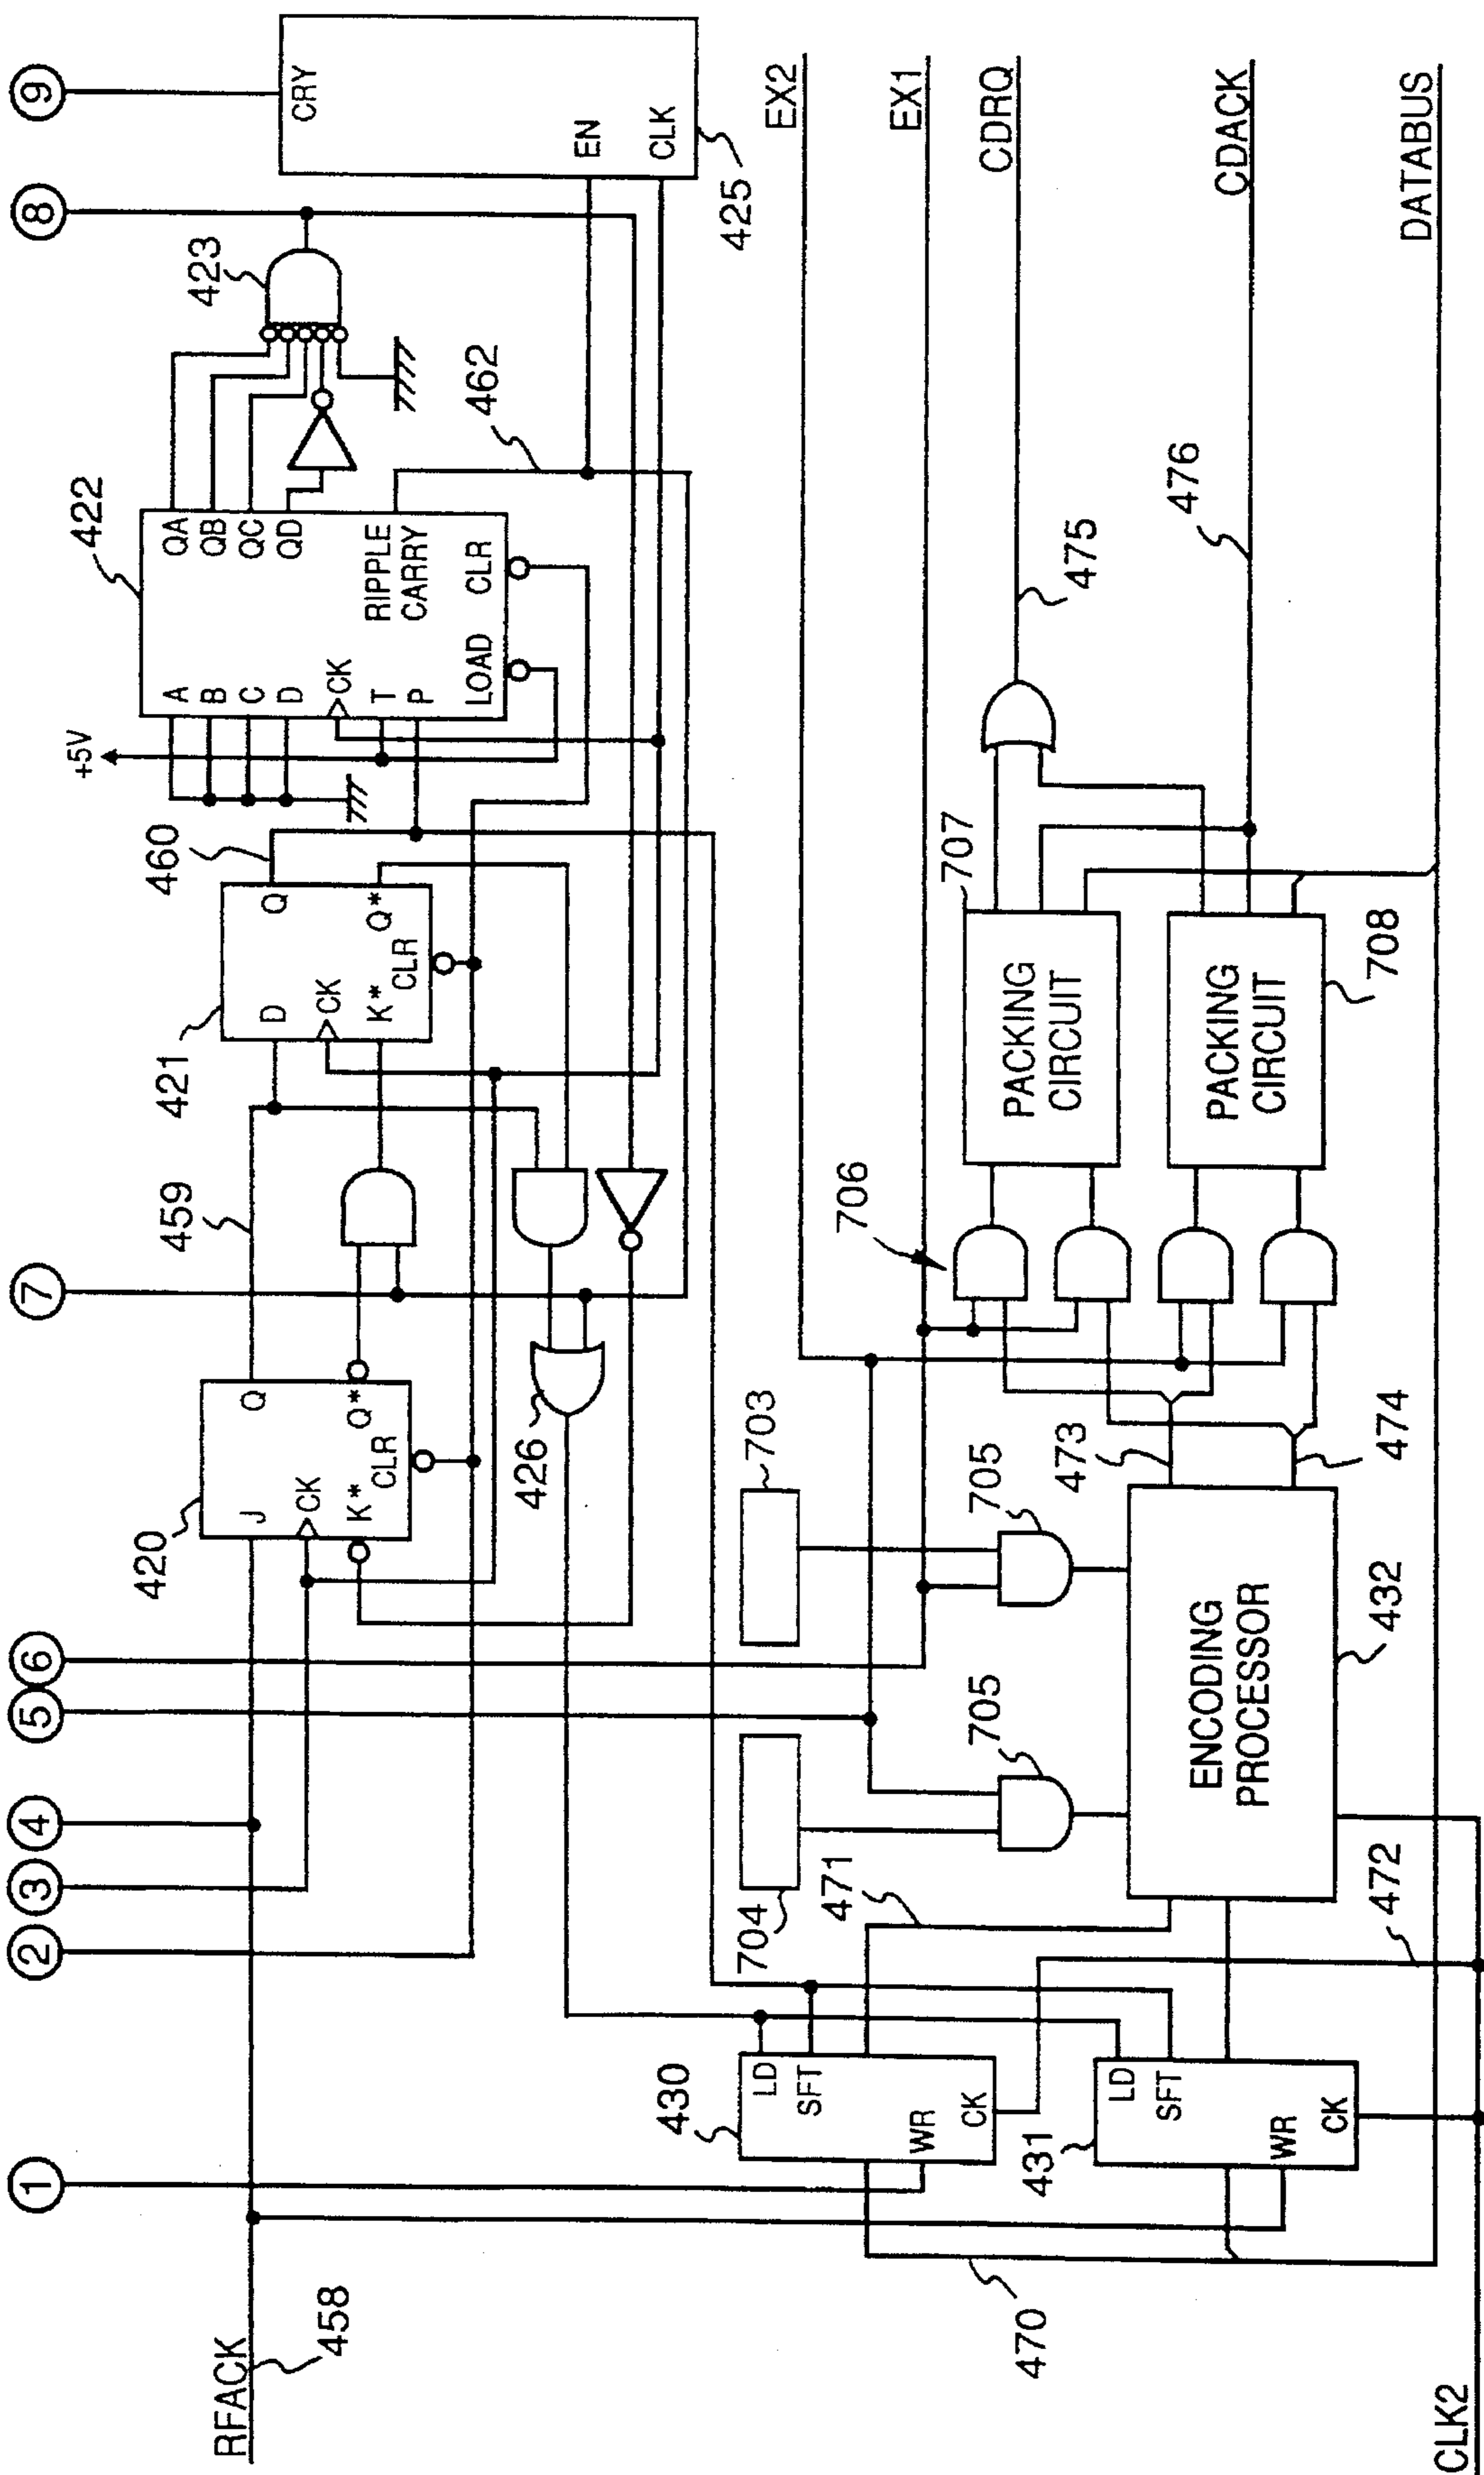 1
2
3
4
5
6
7
8
9
RFACK
458
420
J
CK
K*
Q
Q*
CLR
459
421
D
CK
K*
Q
Q*
CLR
460
+5V
422
A
B
C
D
CK
T
P
LOAD
CLR
QA
QB
QC
QD
RIPPLE
CARRY
423
462
CRY
EN
CLK
425
426
EX2
EX1
CDRQ
CDACK
DATABUS
430
LD
SFT
WR
CK
431
LD
SFT
WR
CK
470
471
472
704
703
705
705
ENCODING
PROCESSOR
432
473
474
706
707
PACKING
CIRCUIT
PACKING
CIRCUIT
708
475
476
CLK2